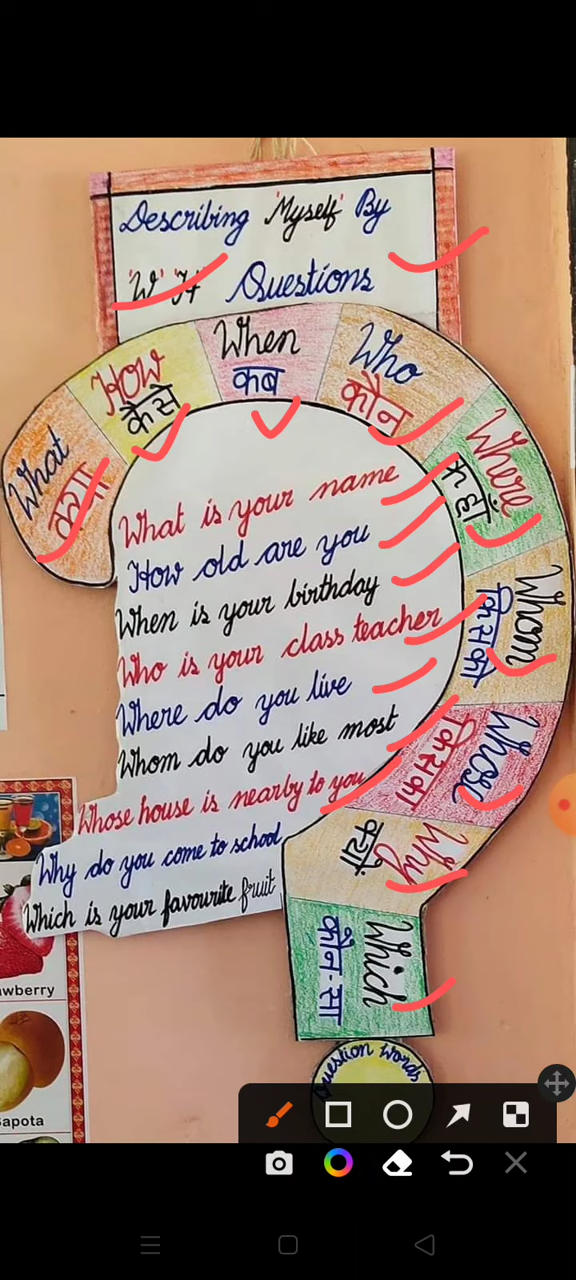 Describing 'Myself' By
'W' 'H' Questions
What
क्या
How
कैसे
When
कब
Who
कौन
Where
कहाँ
Whom
किसको
Whose
किसका
Why
क्यों
Which
कौन-सा
What is your name
How old are you
When is your birthday
Who is your class teacher
Where do you live
Whom do you like most
Whose house is nearby to you
Why do you come to school
Which is your favourite fruit
Question Words
awberry
Sapota